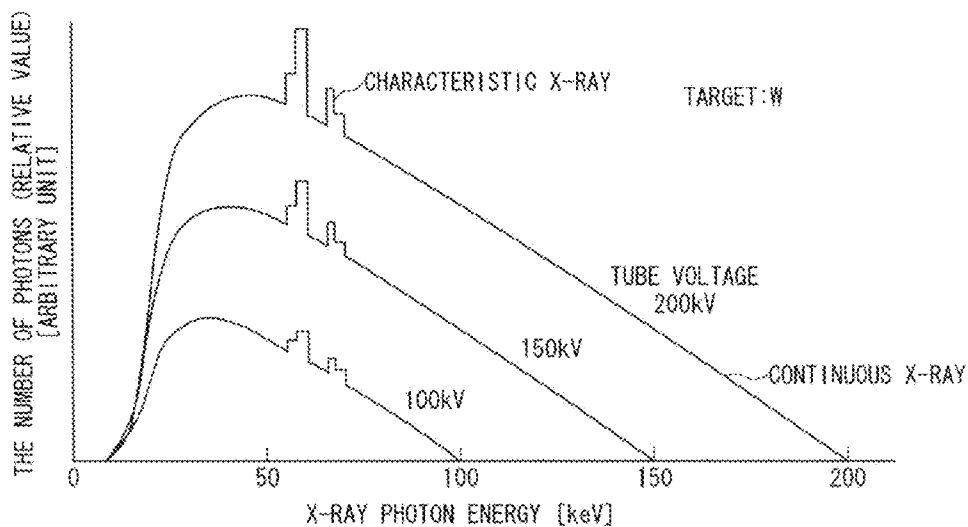 THE NUMBER OF PHOTONS (RELATIVE VALUE)
[ARBITRARY UNIT]
CHARACTERISTIC X-RAY
TARGET:W
TUBE VOLTAGE
200kV
150kV
100kV
CONTINUOUS X-RAY
0
50
100
150
200
X-RAY PHOTON ENERGY [keV]